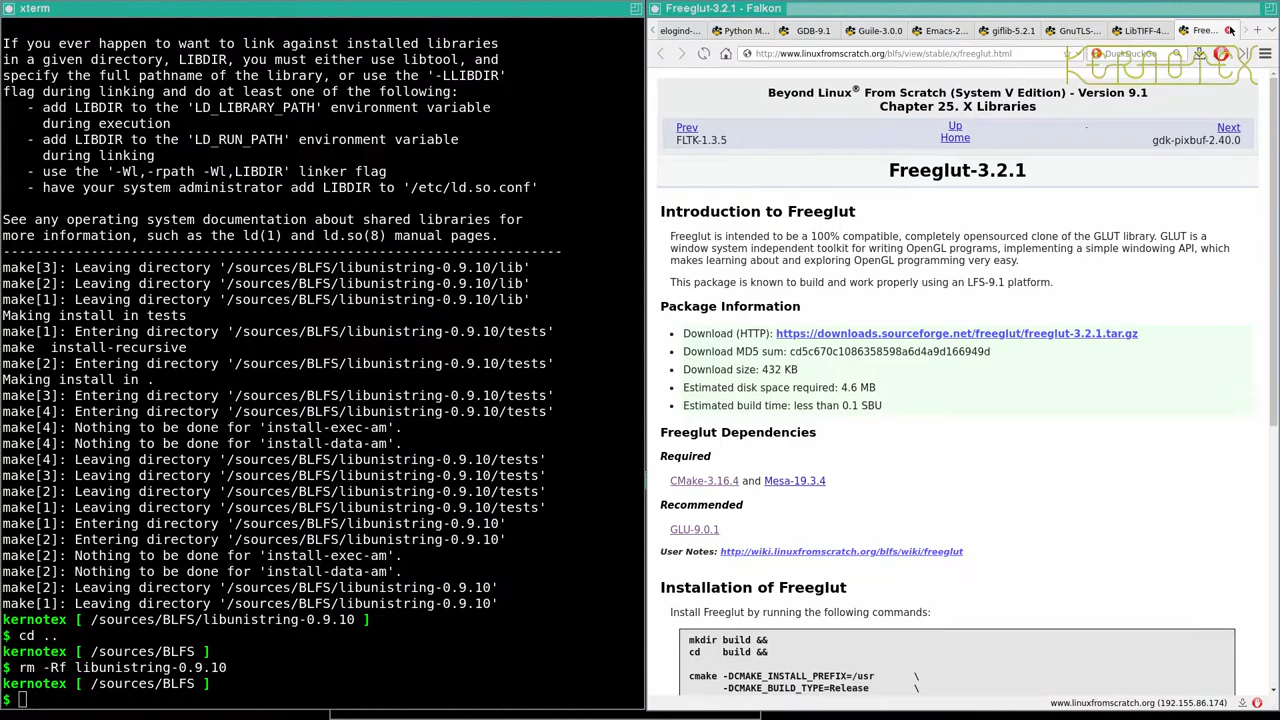 xterm
If you ever happen to want to link against installed libraries
in a given directory, LIBDIR, you must either use libtool, and
specify the full pathname of the library, or use the '-LLIBDIR'
flag during linking and do at least one of the following:
- add LIBDIR to the 'LD_LIBRARY_PATH' environment variable
during execution
- add LIBDIR to the 'LD_RUN_PATH' environment variable
during linking
- use the '-Wl,-rpath -Wl,LIBDIR' linker flag
- have your system administrator add LIBDIR to '/etc/ld.so.conf'
See any operating system documentation about shared libraries for
more information, such as the ld(1) and ld.so(8) manual pages.
----------------------------------------------------------------------
make[3]: Leaving directory '/sources/BLFS/libunistring-0.9.10/lib'
make[2]: Leaving directory '/sources/BLFS/libunistring-0.9.10/lib'
make[1]: Leaving directory '/sources/BLFS/libunistring-0.9.10/lib'
Making install in tests
make[1]: Entering directory '/sources/BLFS/libunistring-0.9.10/tests'
make  install-recursive
make[2]: Entering directory '/sources/BLFS/libunistring-0.9.10/tests'
Making install in .
make[3]: Entering directory '/sources/BLFS/libunistring-0.9.10/tests'
make[4]: Entering directory '/sources/BLFS/libunistring-0.9.10/tests'
make[4]: Nothing to be done for 'install-exec-am'.
make[4]: Nothing to be done for 'install-data-am'.
make[4]: Leaving directory '/sources/BLFS/libunistring-0.9.10/tests'
make[3]: Leaving directory '/sources/BLFS/libunistring-0.9.10/tests'
make[2]: Leaving directory '/sources/BLFS/libunistring-0.9.10/tests'
make[1]: Leaving directory '/sources/BLFS/libunistring-0.9.10/tests'
make[1]: Entering directory '/sources/BLFS/libunistring-0.9.10'
make[2]: Entering directory '/sources/BLFS/libunistring-0.9.10'
make[2]: Nothing to be done for 'install-exec-am'.
make[2]: Nothing to be done for 'install-data-am'.
make[2]: Leaving directory '/sources/BLFS/libunistring-0.9.10'
make[1]: Leaving directory '/sources/BLFS/libunistring-0.9.10'
kernotex [ /sources/BLFS/libunistring-0.9.10 ]
$ cd ..
kernotex [ /sources/BLFS ]
$ rm -Rf libunistring-0.9.10
kernotex [ /sources/BLFS ]
$
Freeglut-3.2.1 - Falkon
elogind-... Python M... GDB-9.1 Guile-3.0.0 Emacs-2... giflib-5.2.1 GnuTLS-... LibTIFF-4... Free...
http://www.linuxfromscratch.org/blfs/view/stable/x/freeglut.html DuckDuckGo
KERNOTEX
Beyond Linux® From Scratch (System V Edition) - Version 9.1
Chapter 25. X Libraries
Prev Up Next
FLTK-1.3.5 Home gdk-pixbuf-2.40.0
Freeglut-3.2.1
Introduction to Freeglut
Freeglut is intended to be a 100% compatible, completely opensourced clone of the GLUT library. GLUT is a
window system independent toolkit for writing OpenGL programs, implementing a simple windowing API, which
makes learning about and exploring OpenGL programming very easy.
This package is known to build and work properly using an LFS-9.1 platform.
Package Information
• Download (HTTP): https://downloads.sourceforge.net/freeglut/freeglut-3.2.1.tar.gz
• Download MD5 sum: cd5c670c1086358598a6d4a9d166949d
• Download size: 432 KB
• Estimated disk space required: 4.6 MB
• Estimated build time: less than 0.1 SBU
Freeglut Dependencies
Required
CMake-3.16.4 and Mesa-19.3.4
Recommended
GLU-9.0.1
User Notes: http://wiki.linuxfromscratch.org/blfs/wiki/freeglut
Installation of Freeglut
Install Freeglut by running the following commands:
mkdir build &&
cd    build &&
cmake -DCMAKE_INSTALL_PREFIX=/usr       \
-DCMAKE_BUILD_TYPE=Release        \
www.linuxfromscratch.org (192.155.86.174)